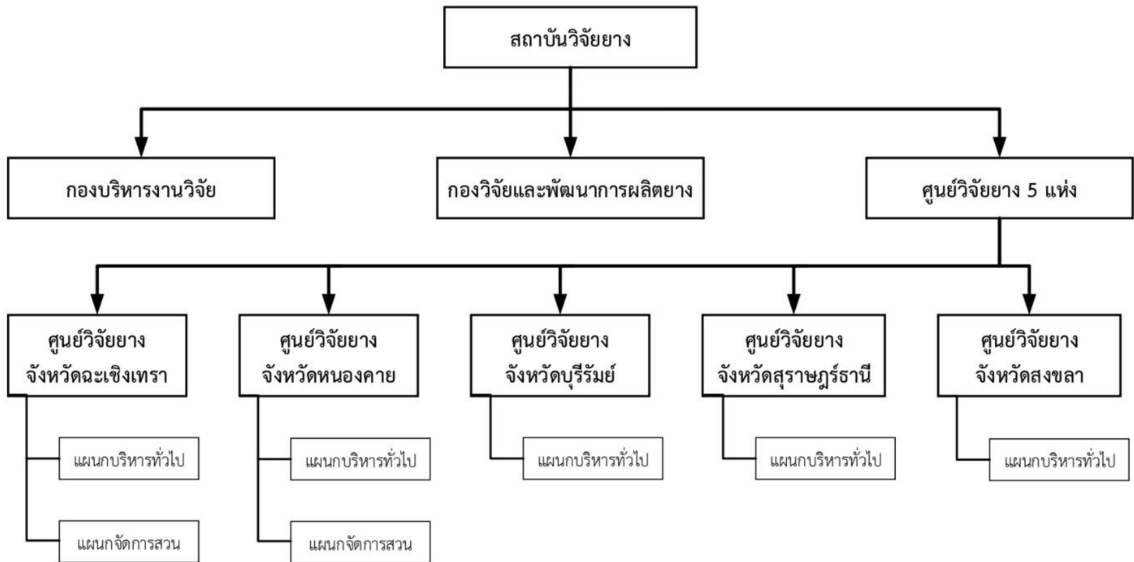 สถาบันวิจัยยาง
กองบริหารงานวิจัย
กองวิจัยและพัฒนาการผลิตยาง
ศูนย์วิจัยยาง 5 แห่ง
ศูนย์วิจัยยาง
จังหวัดฉะเชิงเทรา
ศูนย์วิจัยยาง
จังหวัดหนองคาย
ศูนย์วิจัยยาง
จังหวัดบุรีรัมย์
ศูนย์วิจัยยาง
จังหวัดสุราษฎร์ธานี
ศูนย์วิจัยยาง
จังหวัดสงขลา
แผนกบริหารทั่วไป
แผนกบริหารทั่วไป
แผนกบริหารทั่วไป
แผนกบริหารทั่วไป
แผนกบริหารทั่วไป
แผนกจัดการสวน
แผนกจัดการสวน